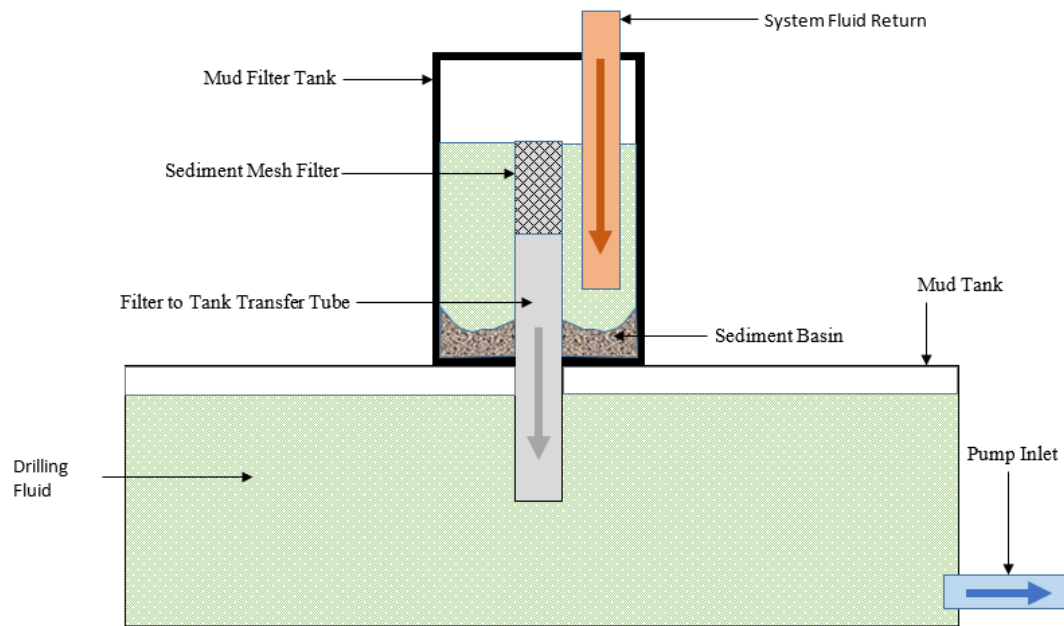 System Fluid Return
Mud Filter Tank
Sediment Mesh Filter
Filter to Tank Transfer Tube
Mud Tank
Sediment Basin
Pump Inlet
Drilling
Fluid